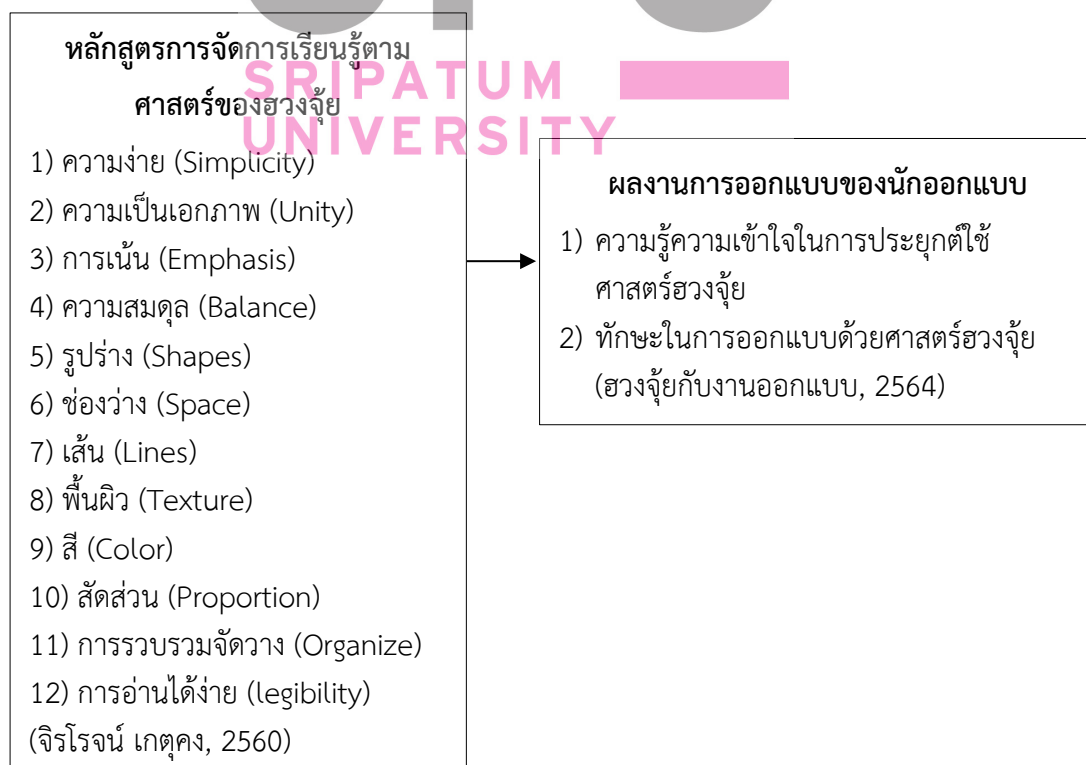 หลักสูตรการจัดการเรียนรู้ตาม
ศาสตร์ของฮวงจุ้ย
1) ความง่าย (Simplicity)
2) ความเป็นเอกภาพ (Unity)
3) การเน้น (Emphasis)
4) ความสมดุล (Balance)
5) รูปร่าง (Shapes)
6) ช่องว่าง (Space)
7) เส้น (Lines)
8) พื้นผิว (Texture)
9) สี (Color)
10) สัดส่วน (Proportion)
11) การรวบรวมจัดวาง (Organize)
12) การอ่านได้ง่าย (legibility)
(จิรโรจน์ เกตุคง, 2560)
ผลงานการออกแบบของนักออกแบบ
1) ความรู้ความเข้าใจในการประยุกต์ใช้
ศาสตร์ฮวงจุ้ย
2) ทักษะในการออกแบบด้วยศาสตร์ฮวงจุ้ย
(ฮวงจุ้ยกับงานออกแบบ, 2564)
SRIPATUM
UNIVERSITY